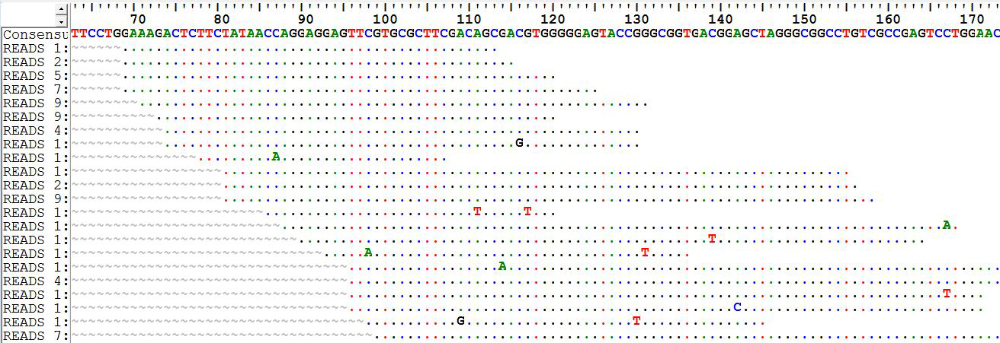 70 80 90 100 110 120 130 140 150 160 170
Consensu TTCCTGGAAAGACTCTTCTATAACCAGGAGGAGTTCGTGCGCTTCGACAGCGACGTGGGGGAGTACCGGGCGGTGACGGAGCTAGGGCGGCCTGTCGCCGAGTCCTGGAAC
READS 1:
READS 2:
READS 5:
READS 7:
READS 9:
READS 9:
READS 4:
READS 1: G
READS 1: A
READS 1:
READS 2:
READS 9:
READS 1: T T
READS 1: A
READS 1: T
READS 1: A T
READS 1: A
READS 4:
READS 1: T
READS 1: C
READS 1: G T
READS 7: